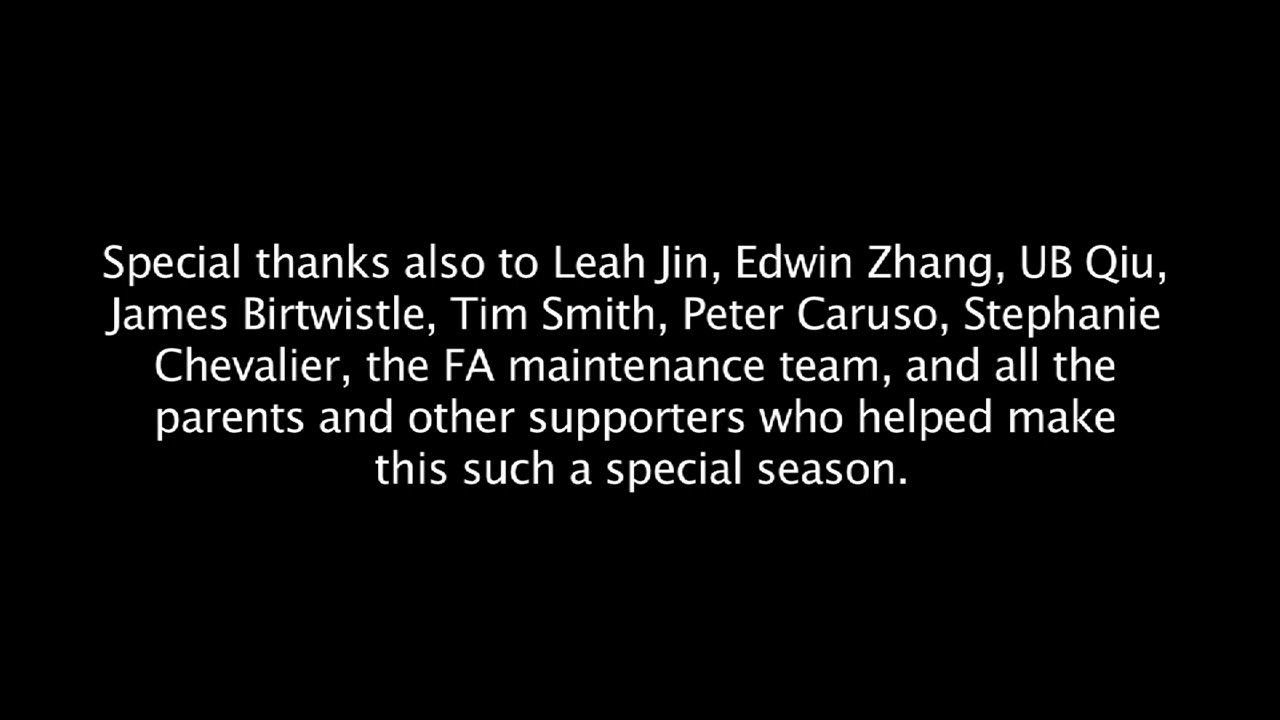 Special thanks also to Leah Jin, Edwin Zhang, UB Qiu,
James Birtwistle, Tim Smith, Peter Caruso, Stephanie
Chevalier, the FA maintenance team, and all the
parents and other supporters who helped make
this such a special season.